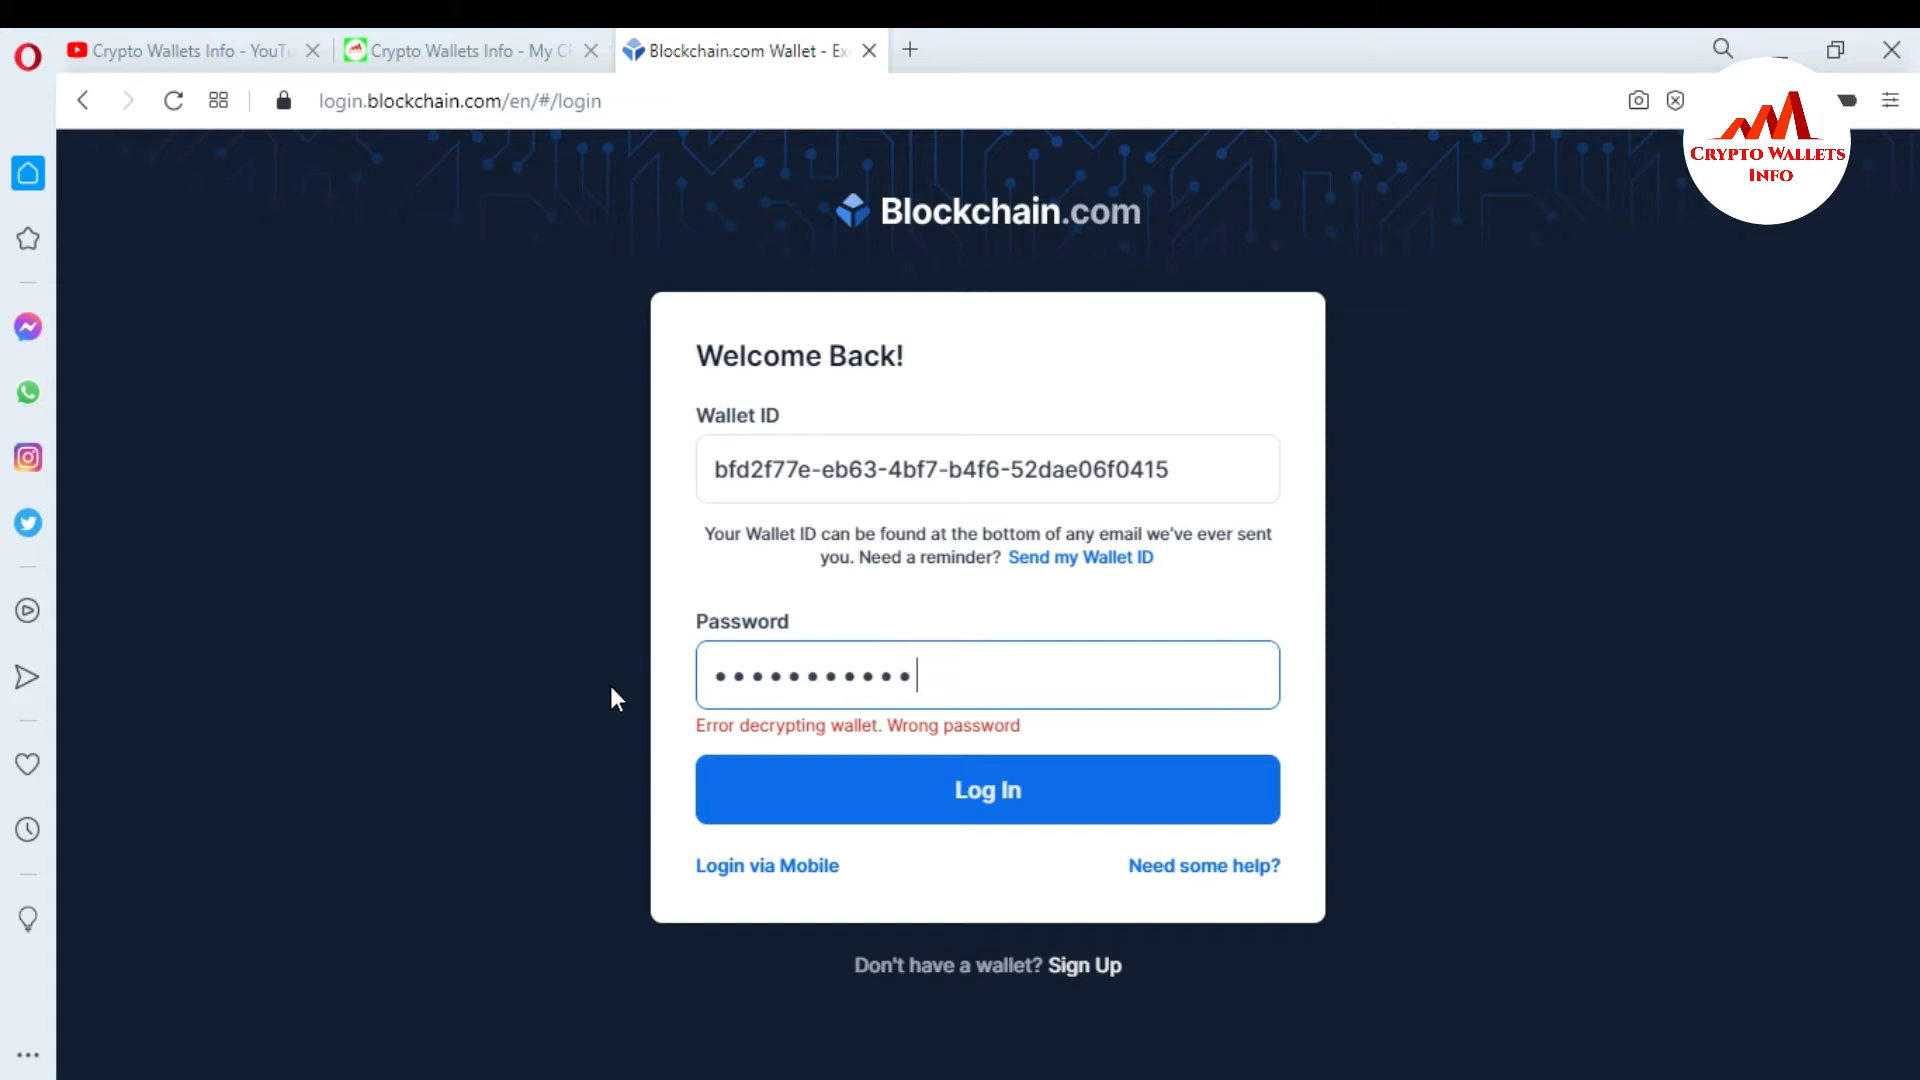 Crypto Wallets Info - YouTu
Crypto Wallets Info - My C
Blockchain.com Wallet - Ex
login.blockchain.com/en/#/login
Crypto Wallets
Info
Blockchain.com
Welcome Back!
Wallet ID
bfd2f77e-eb63-4bf7-b4f6-52dae06f0415
Your Wallet ID can be found at the bottom of any email we've ever sent
you. Need a reminder? Send my Wallet ID
Password
Error decrypting wallet. Wrong password
Log In
Login via Mobile
Need some help?
Don't have a wallet? Sign Up